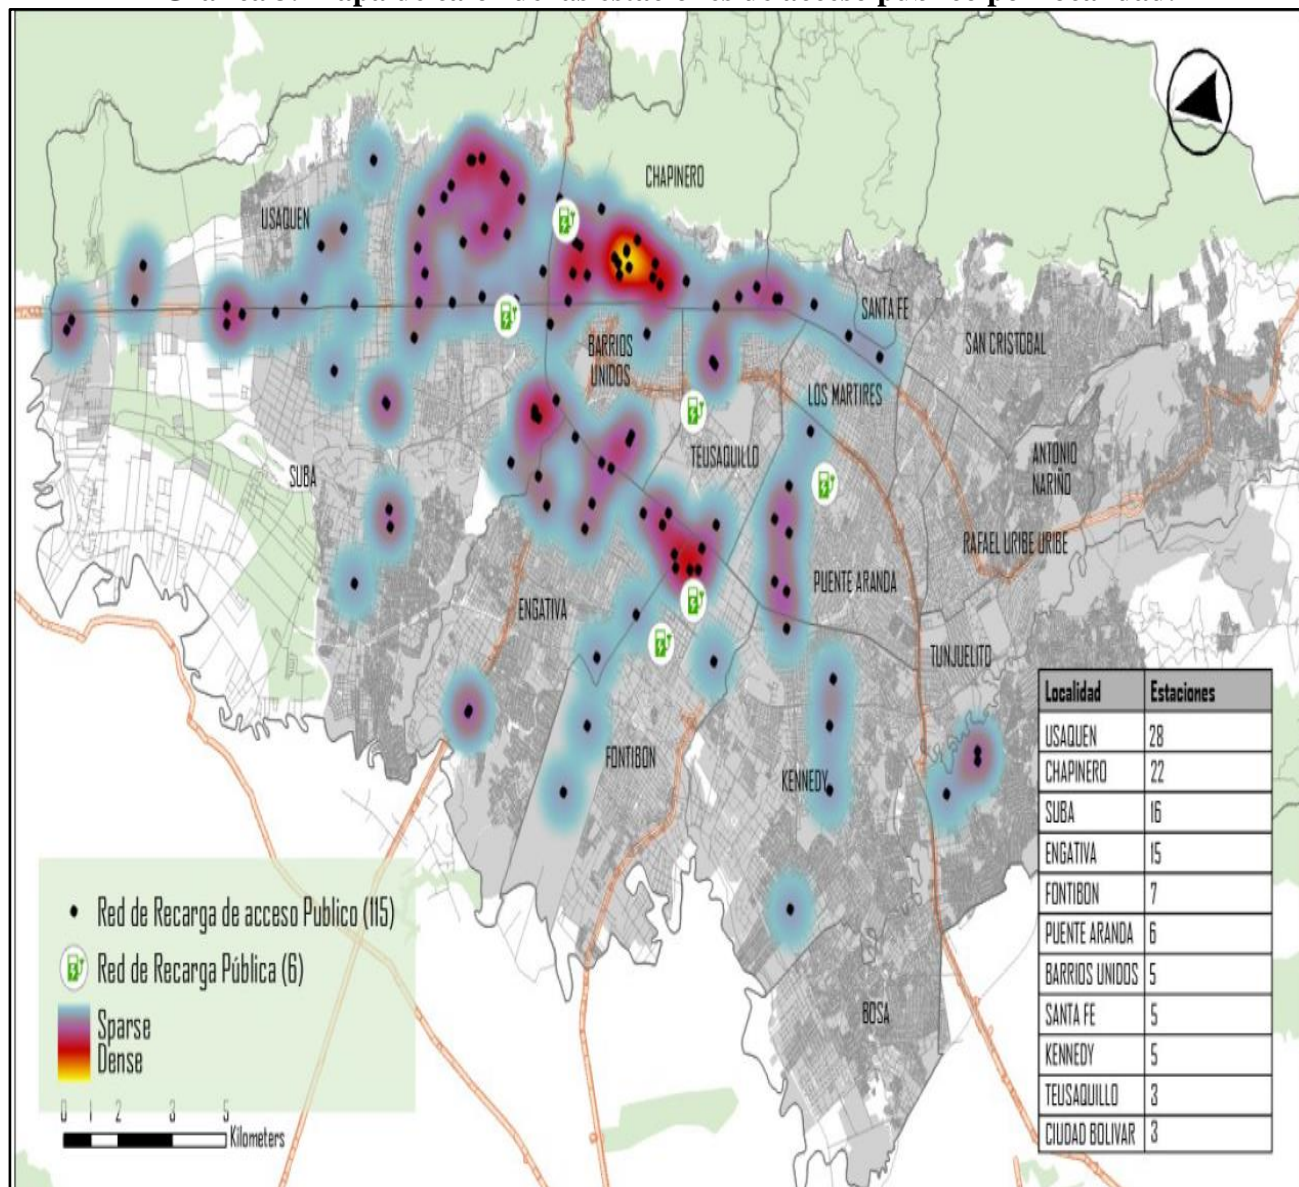 CHAPINERO
USAQUEN
SANTA FE
SAN CRISTOBAL
BARRIOS
UNIDOS
LOS MARTIRES
TEUSAQUILLO
ANTONIO
NARIÑO
SUBA
RAFAEL URIBE URIBE
PUENTE ARANDA
ENGATIVA
TUNJUELITO
FONTIBON
KENNEDY
BOSA
Localidad Estaciones
USAQUEN 28
CHAPINERO 22
SUBA 16
ENGATIVA 15
FONTIBON 7
PUENTE ARANDA 6
BARRIOS UNIDOS 5
SANTA FE 5
KENNEDY 5
TEUSAQUILLO 3
CIUDAD BOLIVAR 3
Red de Recarga de acceso Publico (115)
Red de Recarga Pública (6)
Sparse
Dense
0 1 2 3 5
Kilometers